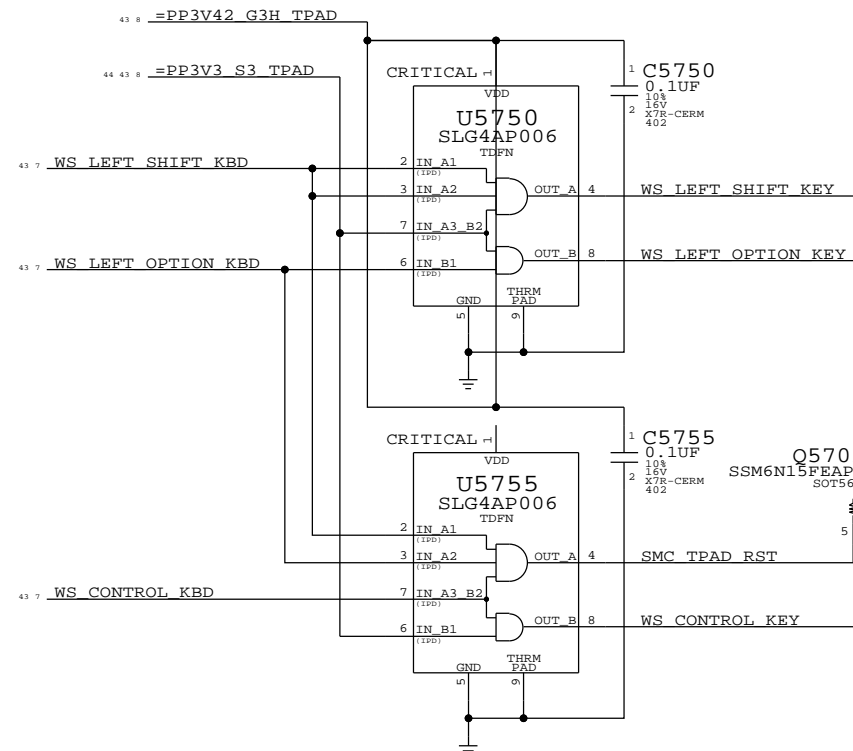 43 8 =PP3V42_G3H_TPAD
44 43 8 =PP3V3_S3_TPAD
CRITICAL 1
VDD
U5750
SLG4AP006
TDFN
1 C5750
0.1UF
10%
16V
2 X7R-CERM
402
43 7 WS_LEFT_SHIFT_KBD
2 IN_A1
(IPD)
3 IN_A2
(IPD)
OUT_A 4 WS_LEFT_SHIFT_KEY
7 IN_A3_B2
(IPD)
43 7 WS_LEFT_OPTION_KBD
6 IN_B1
(IPD)
OUT_B 8 WS_LEFT_OPTION_KEY
GND
THRM
PAD
5
9
CRITICAL 1
VDD
U5755
SLG4AP006
TDFN
1 C5755
0.1UF
10%
16V
2 X7R-CERM
402
Q570
SSM6N15FEAP
SOT56
5
2 IN_A1
(IPD)
3 IN_A2
(IPD)
OUT_A 4 SMC_TPAD_RST
43 7 WS_CONTROL_KBD
7 IN_A3_B2
(IPD)
6 IN_B1
(IPD)
OUT_B 8 WS_CONTROL_KEY
GND
THRM
PAD
5
9